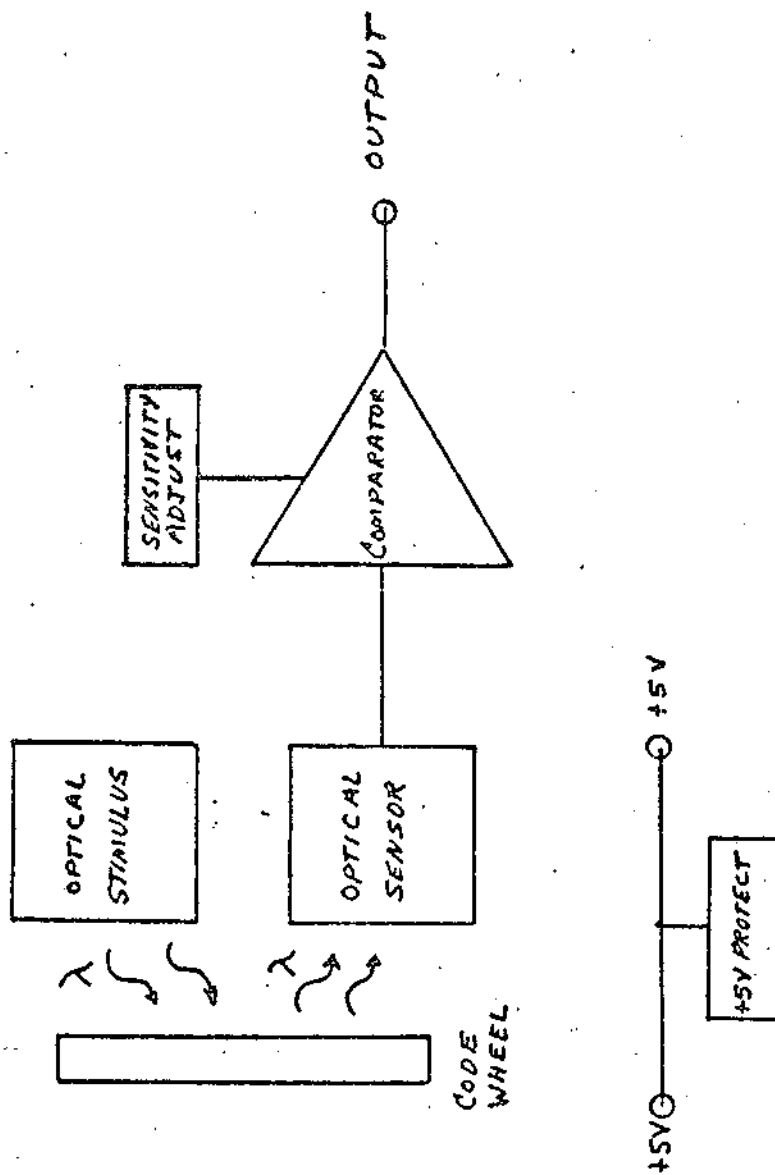 OPTICAL
STIMULUS
SENSITIVITY
ADJUST
λ
λ
OPTICAL
SENSOR
COMPARATOR
OUTPUT
CODE
WHEEL
+5V
+5V
+5V PROTECT